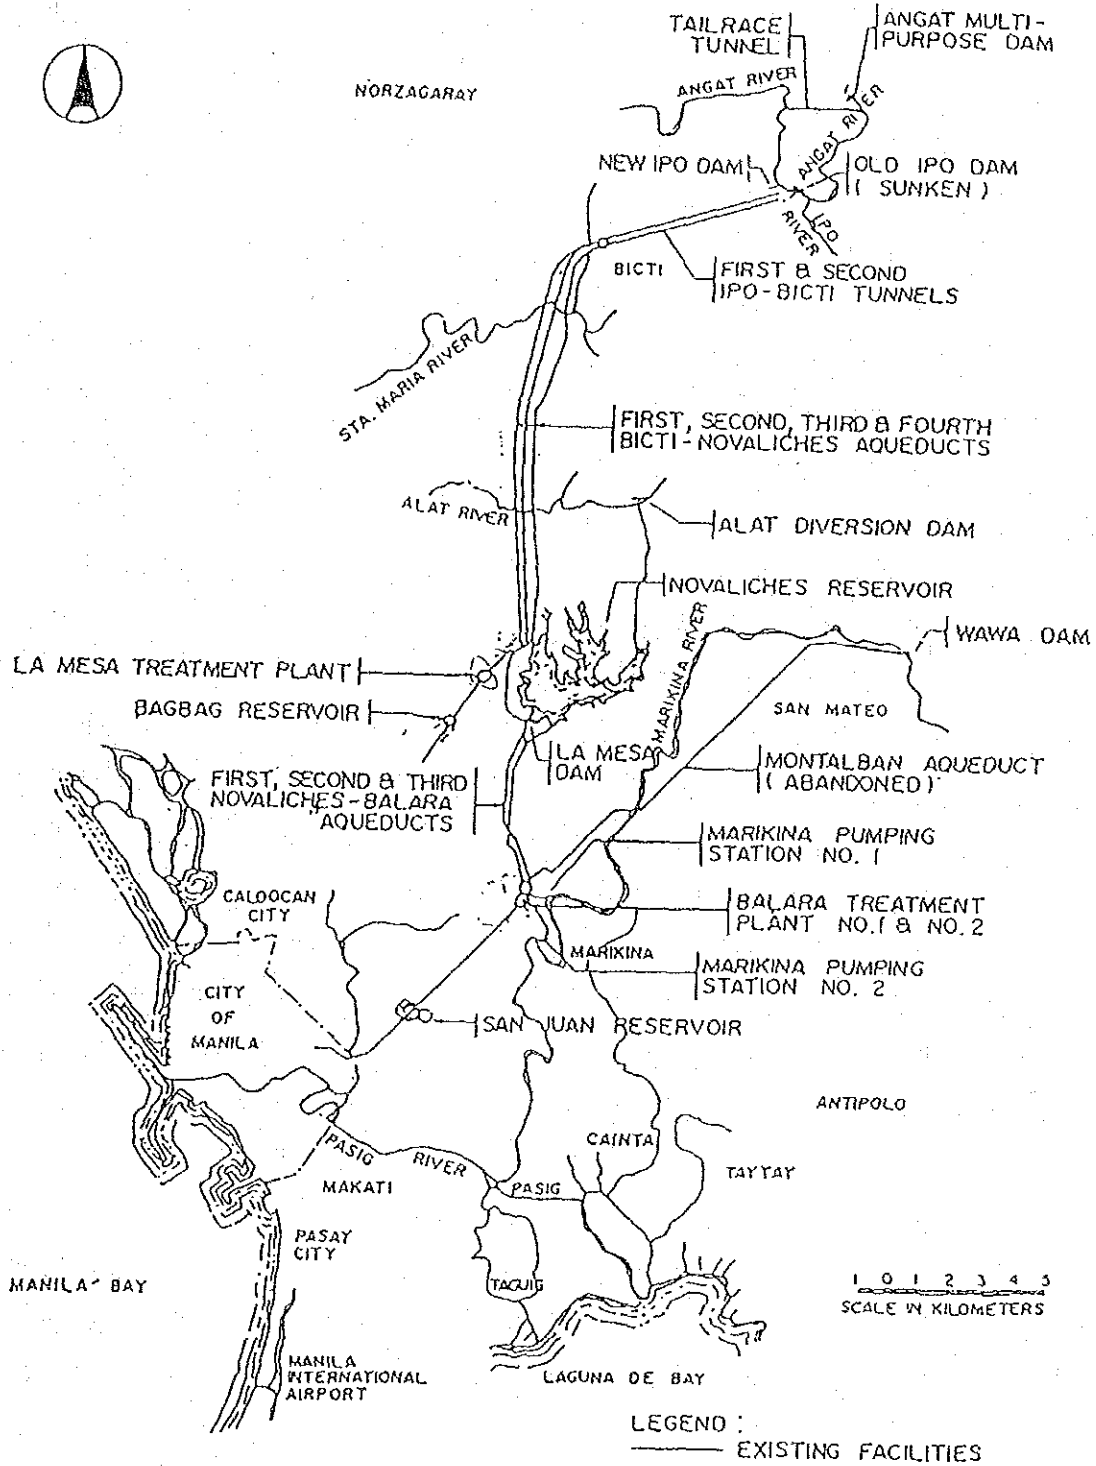 TAILRACE
TUNNEL
ANGAT MULTI-
PURPOSE DAM
NORZAGARAY
ANGAT RIVER
ANGAT RIVER
NEW IPO DAM
OLD IPO DAM
( SUNKEN )
IPO
RIVER
BICTI
FIRST & SECOND
IPO-BICTI TUNNELS
STA. MARIA RIVER
FIRST, SECOND, THIRD & FOURTH
BICTI-NOVALICHES AQUEDUCTS
ALAT RIVER
ALAT DIVERSION DAM
NOVALICHES RESERVOIR
MARIKINA RIVER
WAWA DAM
LA MESA TREATMENT PLANT
SAN MATEO
BAGBAG RESERVOIR
LA MESA
DAM
MONTALBAN AQUEDUCT
( ABANDONED )
FIRST, SECOND & THIRD
NOVALICHES-BALARA
AQUEDUCTS
MARIKINA PUMPING
STATION NO. 1
CALOOCAN
CITY
BALARA TREATMENT
PLANT NO.1 & NO.2
MARIKINA
MARIKINA PUMPING
STATION NO. 2
CITY
OF
MANILA
SAN JUAN RESERVOIR
ANTIPOLO
CAINTA
PASIG RIVER
TAYTAY
MAKATI
PASIG
PASAY
CITY
MANILA BAY
TAGUIG
1 0 1 2 3 4 5
SCALE IN KILOMETERS
MANILA
INTERNATIONAL
AIRPORT
LAGUNA DE BAY
LEGEND :
EXISTING FACILITIES